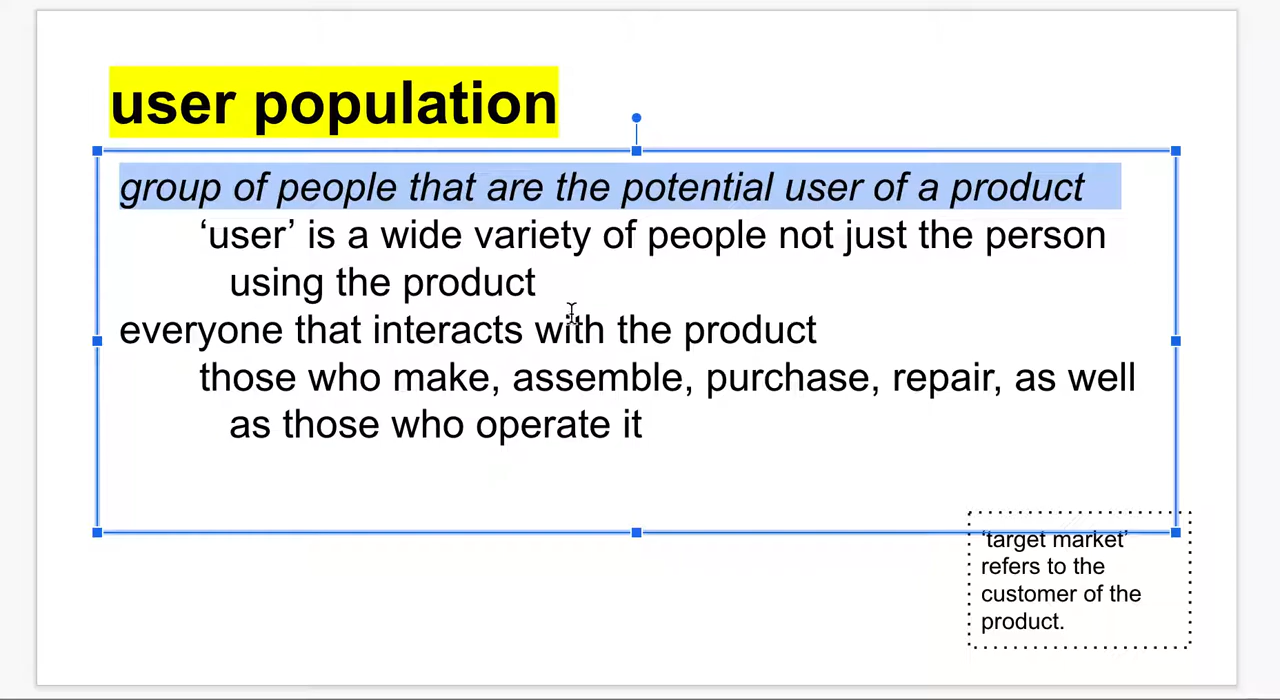 user population
group of people that are the potential user of a product
‘user’ is a wide variety of people not just the person
using the product
everyone that interacts with the product
those who make, assemble, purchase, repair, as well
as those who operate it
‘target market’
refers to the
customer of the
product.